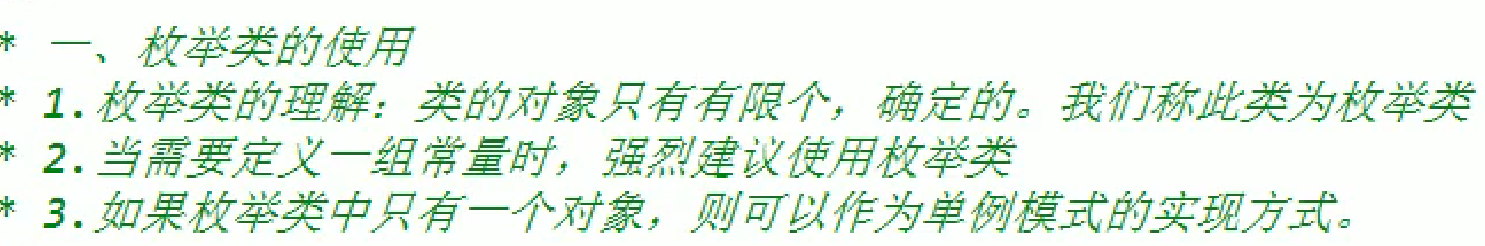 * 一、枚举类的使用
* 1.枚举类的理解：类的对象只有有限个，确定的。我们称此类为枚举类
* 2.当需要定义一组常量时，强烈建议使用枚举类
* 3.如果枚举类中只有一个对象，则可以作为单例模式的实现方式。